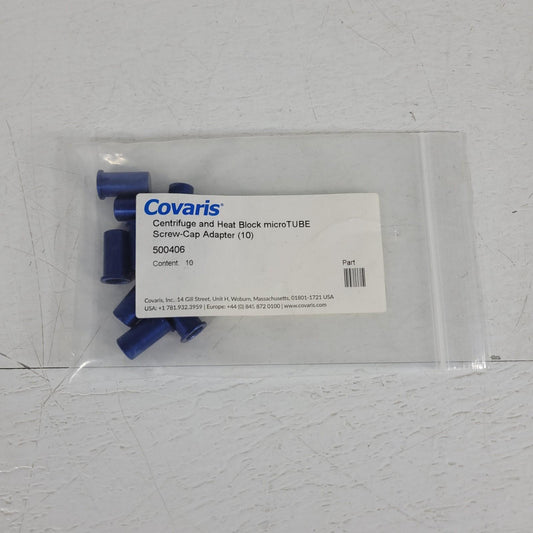 Covaris®
Centrifuge and Heat Block microTUBE
Screw-Cap Adapter (10)
500406
Content: 10
Part
Covaris, Inc. 14 Gill Street, Unit H, Woburn, Massachusetts, 01801-1721 USA
USA: +1 781.932.3959 | Europe: +44 (0) 845 872 0100 | www.covaris.com